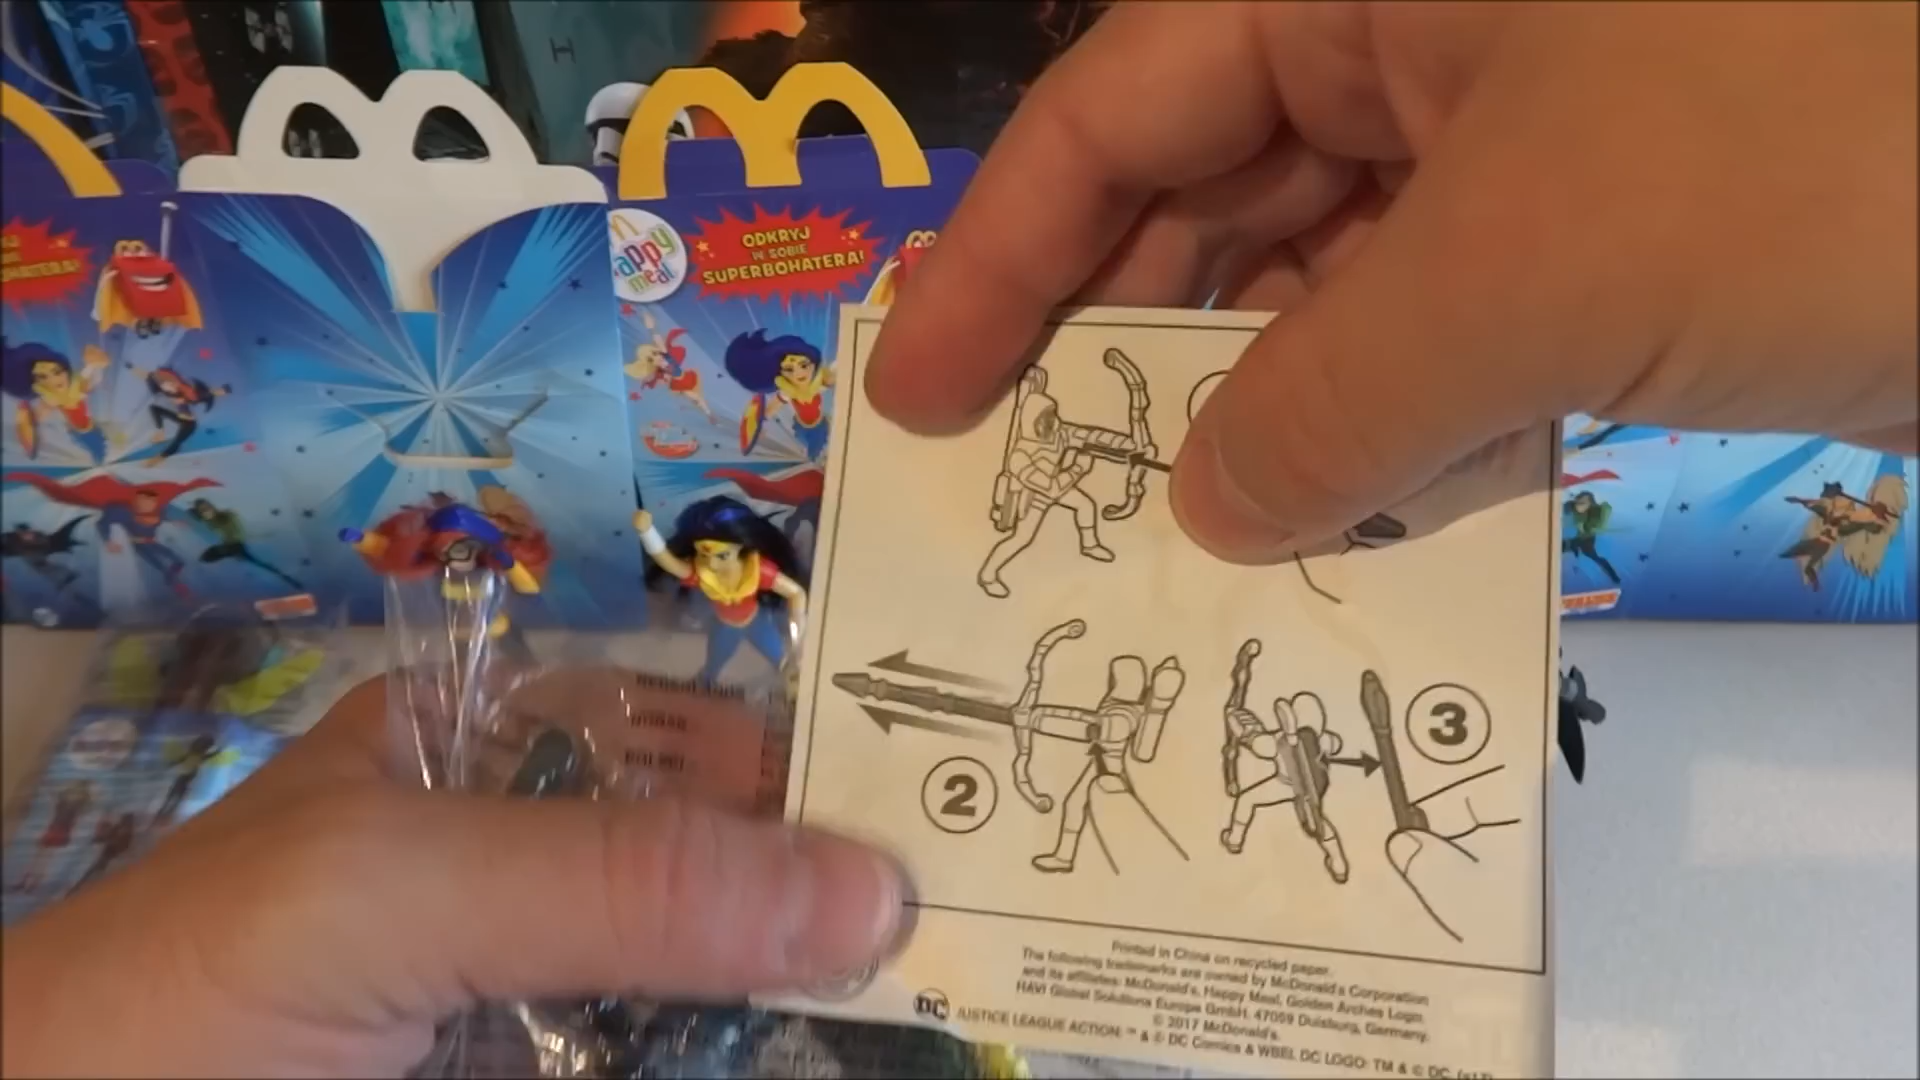 Happy
meal
ODKRYJ
W SOBIE
SUPERBOHATERA!
2
3
Printed in China on recycled paper.
The following trademarks are owned by McDonald's Corporation
and its affiliates: McDonald's, Happy Meal, Golden Arches Logo.
HAVI Global Solutions Europe GmbH, 47059 Duisburg, Germany.
© 2017 McDonald's.
DC JUSTICE LEAGUE ACTION: ™ & © DC Comics & WBEI. DC LOGO: TM & © DC. (s17)